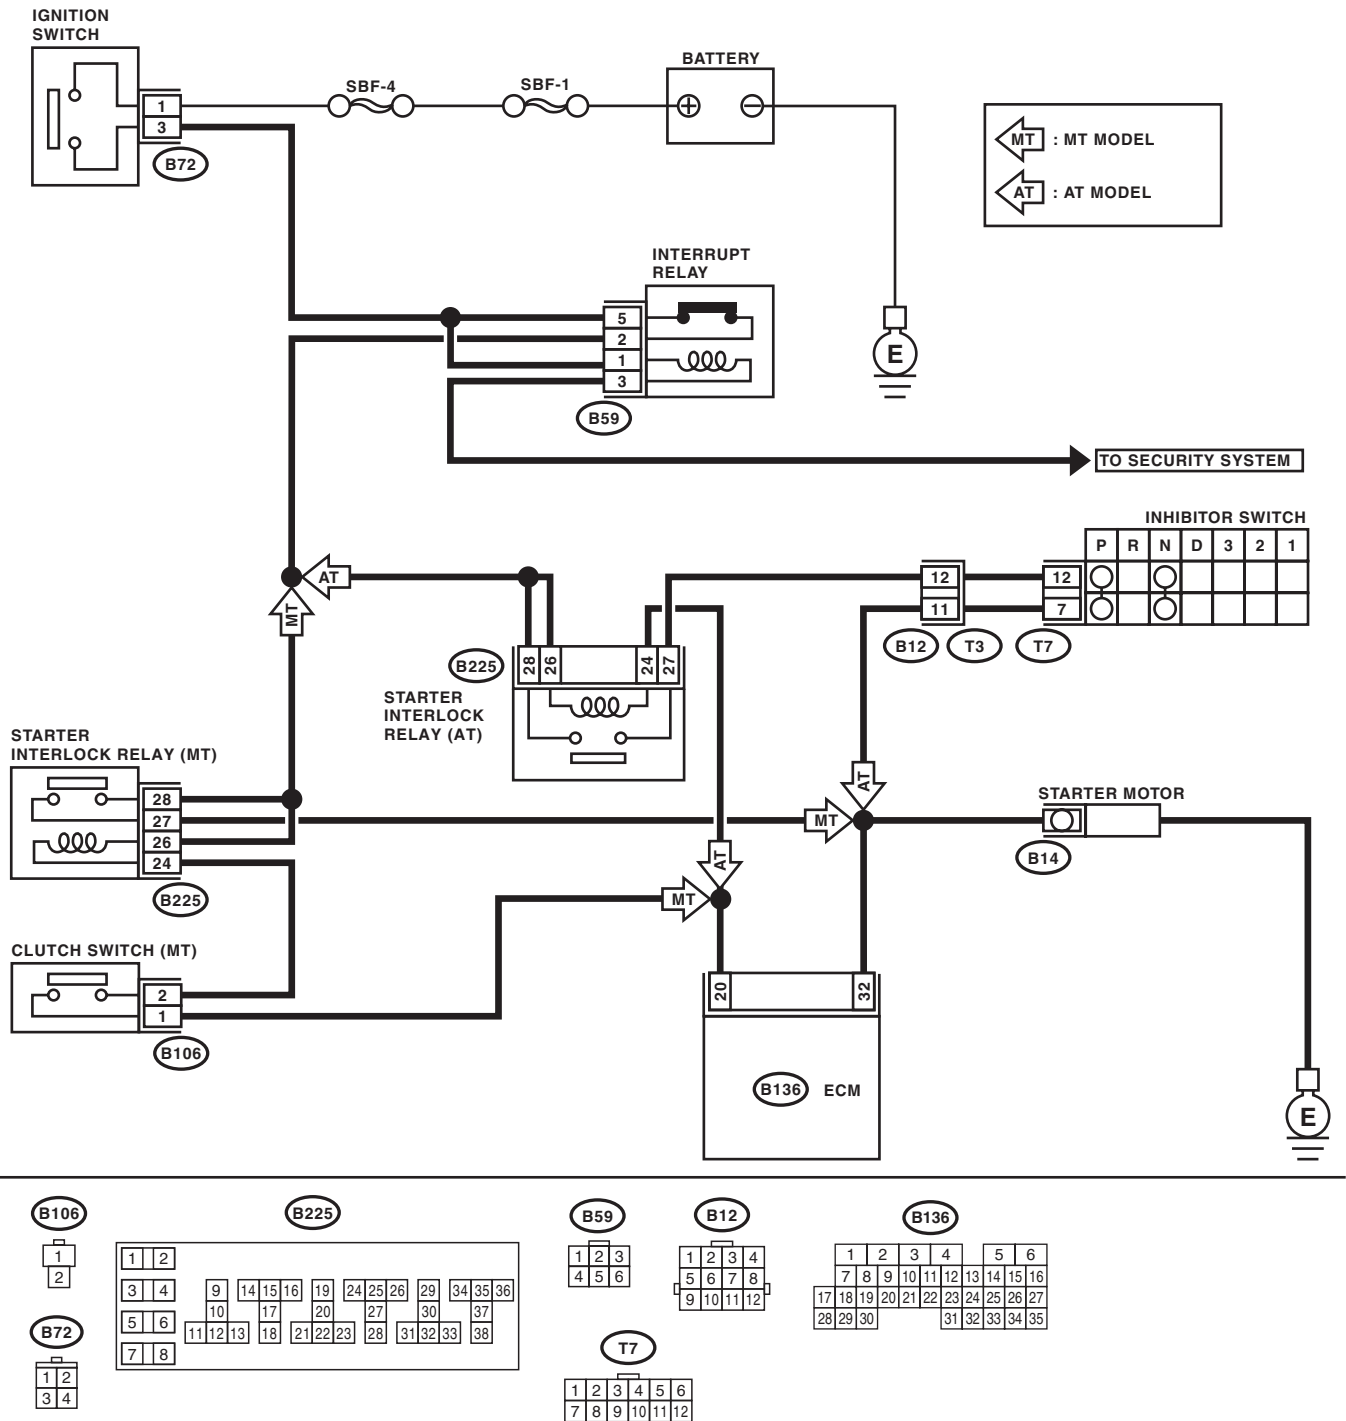 IGNITION
SWITCH
SBF-4
SBF-1
BATTERY
1
3
B72
MT : MT MODEL
AT : AT MODEL
INTERRUPT
RELAY
5
2
1
3
B59
E
TO SECURITY SYSTEM
INHIBITOR SWITCH
P R N D 3 2 1
AT
MT
12
11
12
7
B12
T3
T7
B225
28 26 24 27
STARTER
INTERLOCK
RELAY (AT)
STARTER
INTERLOCK RELAY (MT)
28
27
26
24
B225
AT
MT
STARTER MOTOR
B14
AT
MT
CLUTCH SWITCH (MT)
2
1
B106
20 32
B136 ECM
E
B106
1
2
B72
1 2
3 4
B225
1 2
3 4 9 14 15 16 19 24 25 26 29 34 35 36
10 17 20 27 30 37
5 6 11 12 13 18 21 22 23 28 31 32 33 38
7 8
B59
1 2 3
4 5 6
B12
1 2 3 4
5 6 7 8
9 10 11 12
B136
1 2 3 4 5 6
7 8 9 10 11 12 13 14 15 16
17 18 19 20 21 22 23 24 25 26 27
28 29 30 31 32 33 34 35
T7
1 2 3 4 5 6
7 8 9 10 11 12